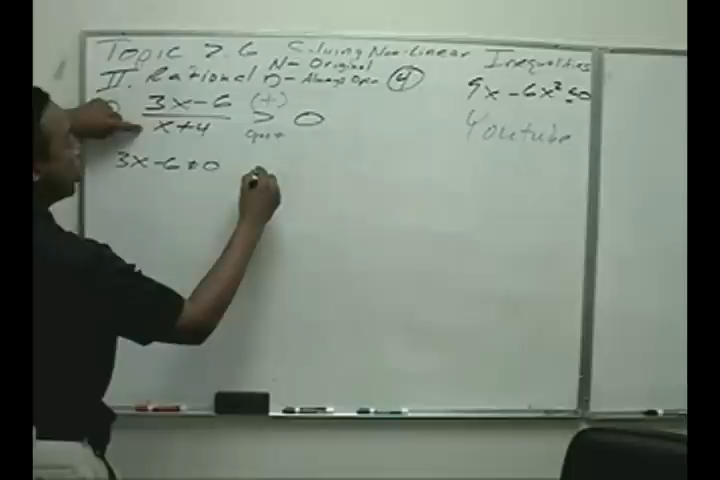 Topic 7.6 Solving Non-Linear Inequalities
N- Original
II. Rational D- Always Open 4
3x-6 (+)
x+4 > 0
open
3x-6=0
9x-6x²≤0
Youtube